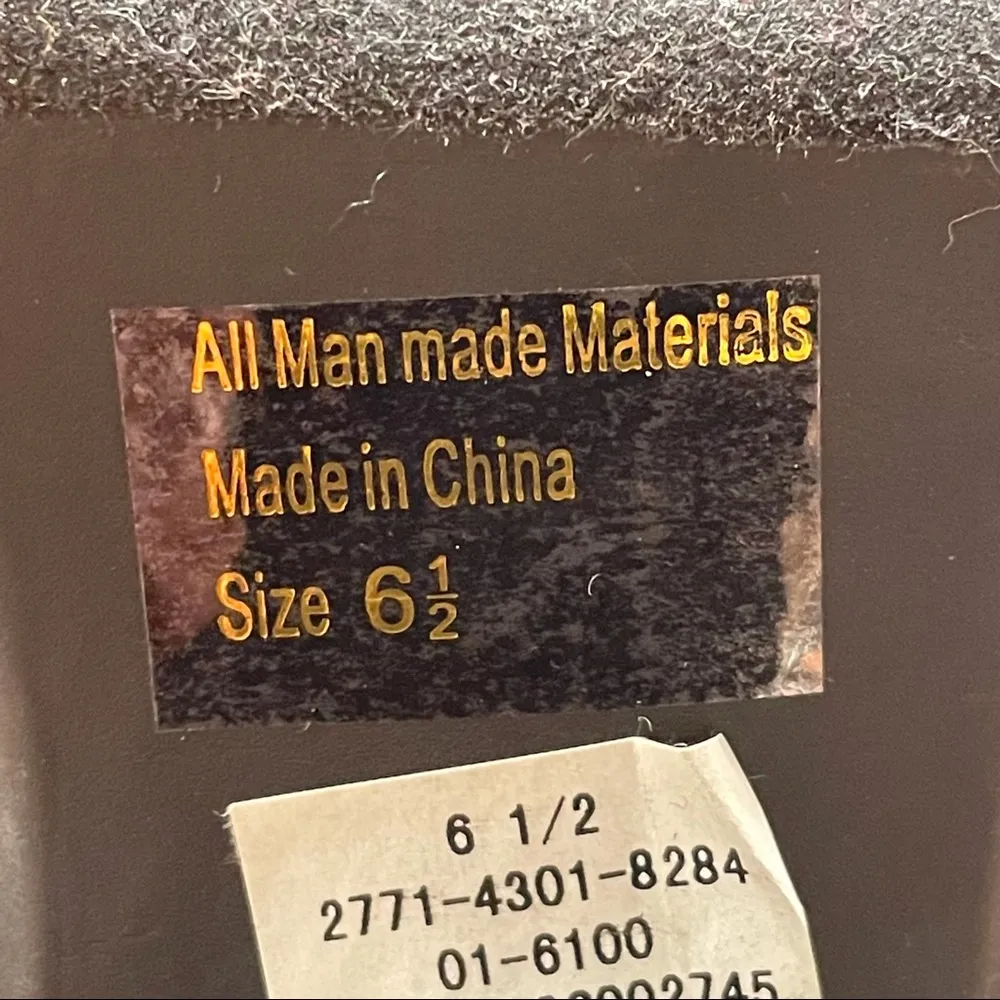 All Man made Materials
Made in China
Size 6½
6 1/2
2771-4301-8284
01-6100